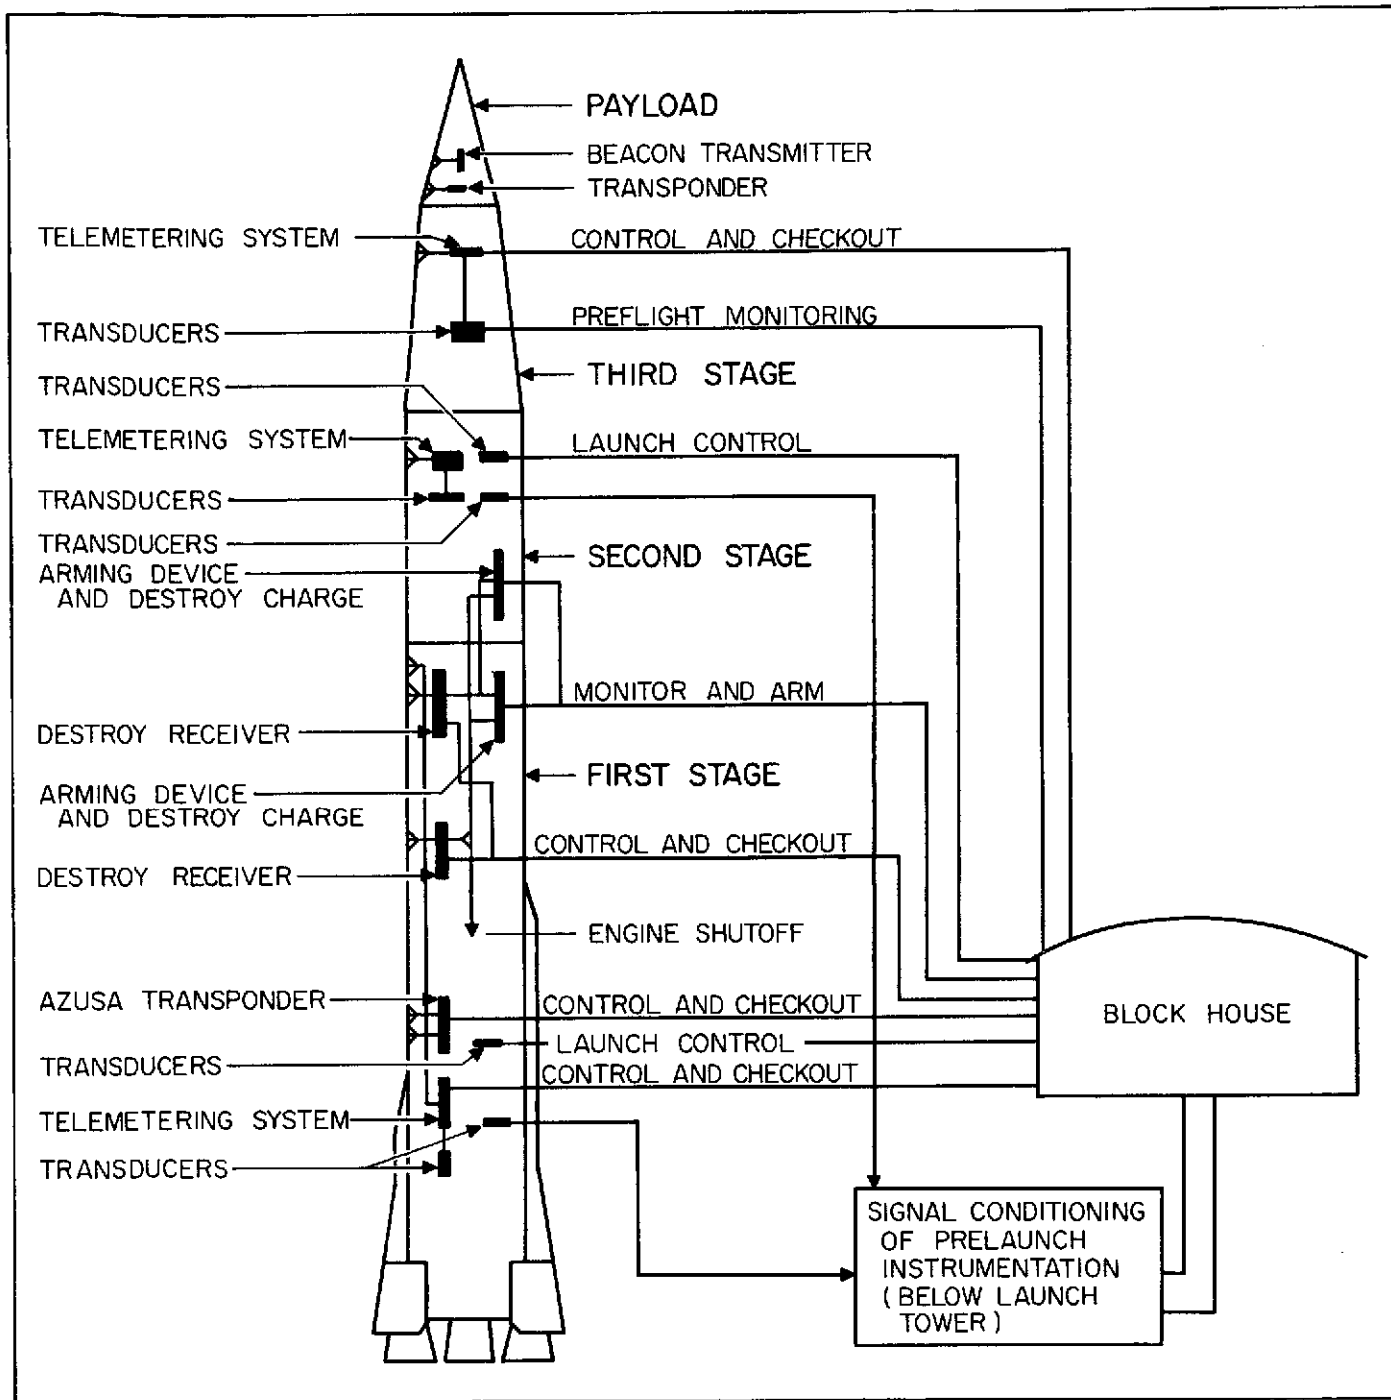 PAYLOAD
BEACON TRANSMITTER
TRANSPONDER
TELEMETERING SYSTEM
CONTROL AND CHECKOUT
TRANSDUCERS
PREFLIGHT MONITORING
THIRD STAGE
TRANSDUCERS
TELEMETERING SYSTEM
LAUNCH CONTROL
TRANSDUCERS
TRANSDUCERS
SECOND STAGE
ARMING DEVICE
AND DESTROY CHARGE
MONITOR AND ARM
DESTROY RECEIVER
FIRST STAGE
ARMING DEVICE
AND DESTROY CHARGE
CONTROL AND CHECKOUT
DESTROY RECEIVER
ENGINE SHUTOFF
AZUSA TRANSPONDER
CONTROL AND CHECKOUT
BLOCK HOUSE
LAUNCH CONTROL
TRANSDUCERS
CONTROL AND CHECKOUT
TELEMETERING SYSTEM
TRANSDUCERS
SIGNAL CONDITIONING
OF PRELAUNCH
INSTRUMENTATION
(BELOW LAUNCH
TOWER)